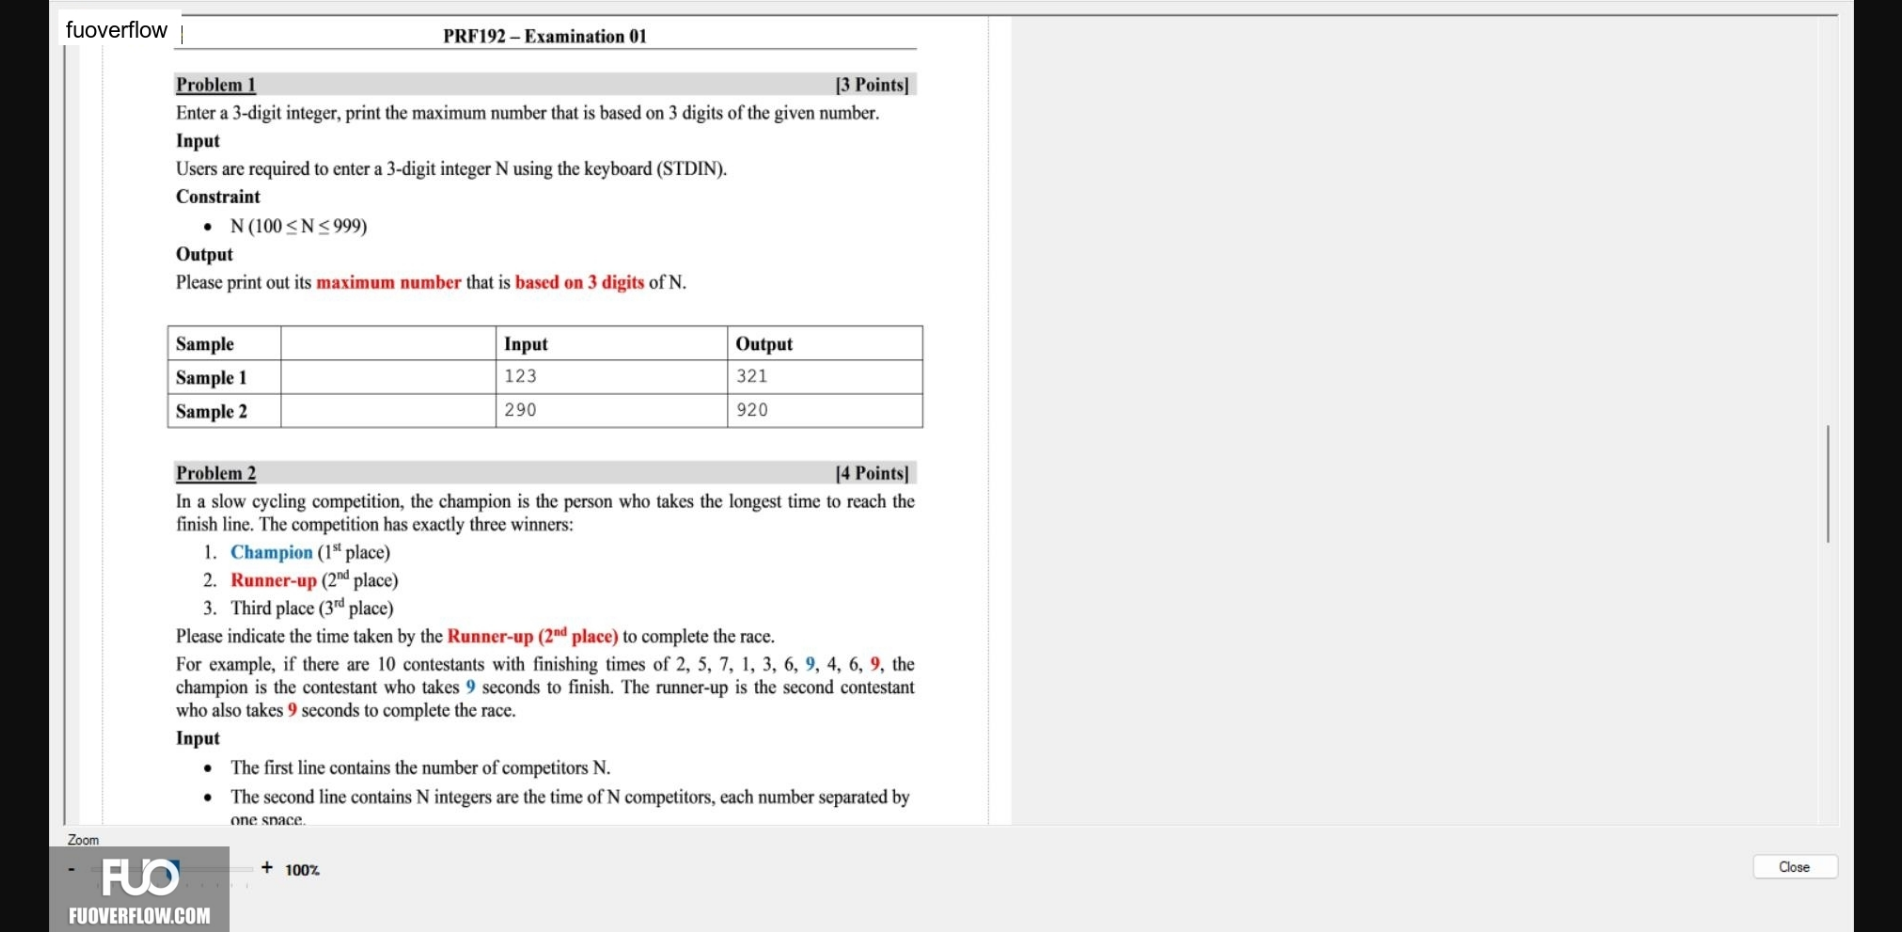 fuoverflow
PRF192 – Examination 01
Problem 1 [3 Points]
Enter a 3-digit integer, print the maximum number that is based on 3 digits of the given number.
Input
Users are required to enter a 3-digit integer N using the keyboard (STDIN).
Constraint
• N (100 ≤ N ≤ 999)
Output
Please print out its maximum number that is based on 3 digits of N.
Sample Input Output
Sample 1 123 321
Sample 2 290 920
Problem 2 [4 Points]
In a slow cycling competition, the champion is the person who takes the longest time to reach the
finish line. The competition has exactly three winners:
1. Champion (1st place)
2. Runner-up (2nd place)
3. Third place (3rd place)
Please indicate the time taken by the Runner-up (2nd place) to complete the race.
For example, if there are 10 contestants with finishing times of 2, 5, 7, 1, 3, 6, 9, 4, 6, 9, the
champion is the contestant who takes 9 seconds to finish. The runner-up is the second contestant
who also takes 9 seconds to complete the race.
Input
• The first line contains the number of competitors N.
• The second line contains N integers are the time of N competitors, each number separated by
one space.
Zoom
- + 100%
Close
FUO
FUOVERFLOW.COM